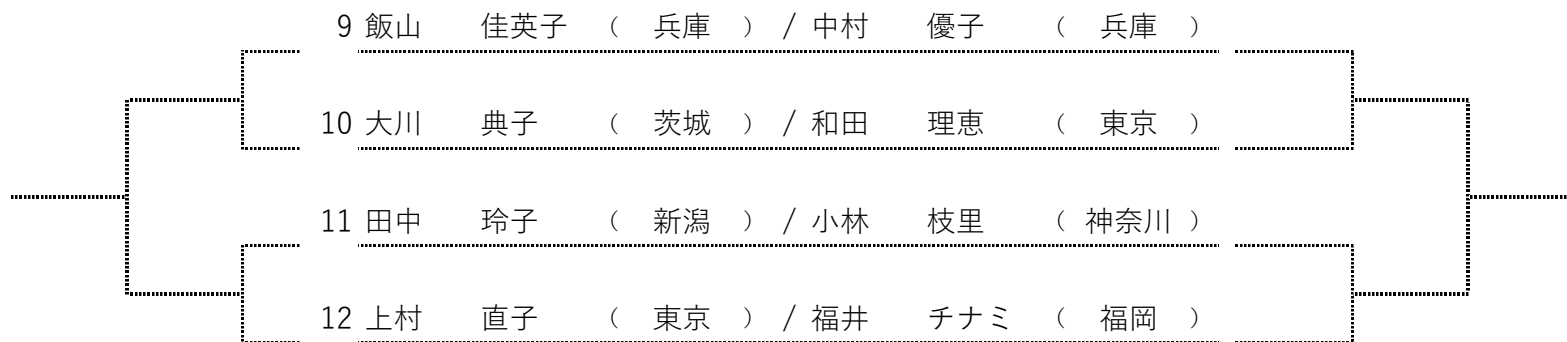 9 飯山 佳英子 （ 兵庫 ） / 中村 優子 （ 兵庫 ）
10 大川 典子 （ 茨城 ） / 和田 理恵 （ 東京 ）
11 田中 玲子 （ 新潟 ） / 小林 枝里 （ 神奈川 ）
12 上村 直子 （ 東京 ） / 福井 チナミ （ 福岡 ）